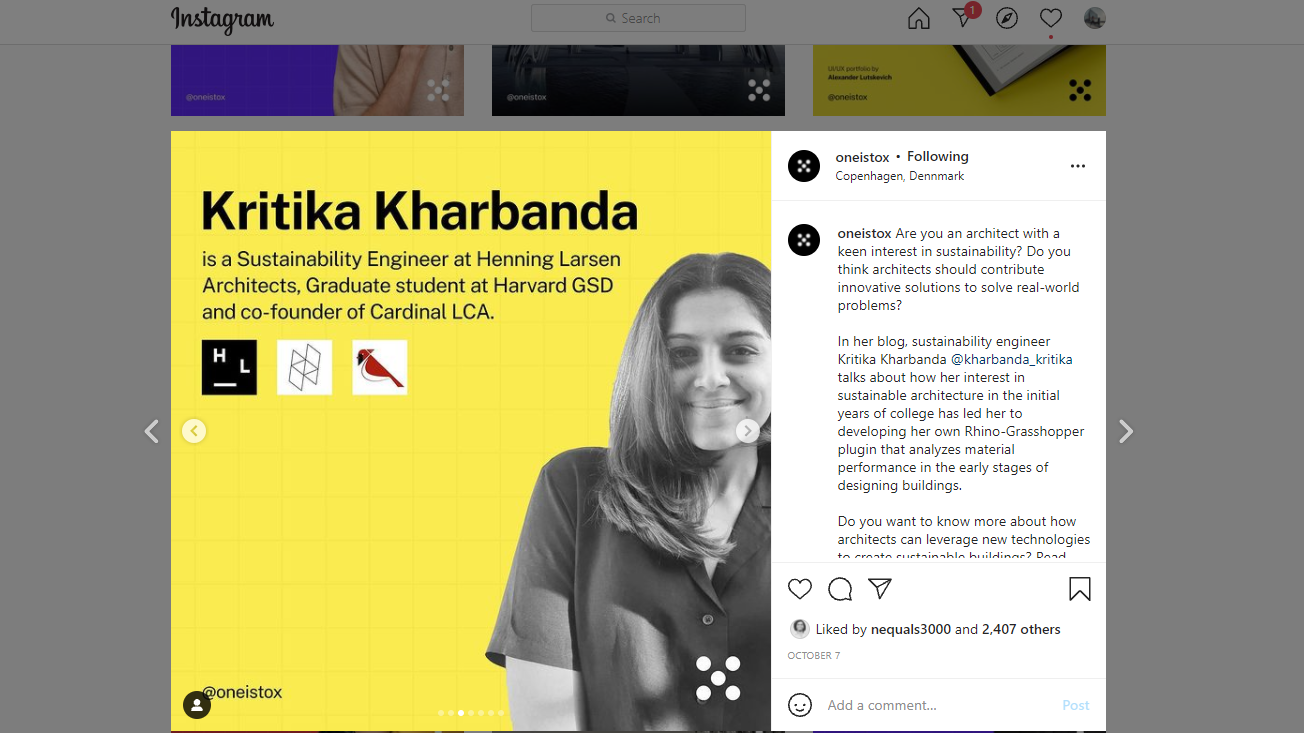 Instagram
Search
1
@oneistox
@oneistox
UI/UX portfolio by
Alexander Lutskevich
@oneistox
Kritika Kharbanda
is a Sustainability Engineer at Henning Larsen
Architects, Graduate student at Harvard GSD
and co-founder of Cardinal LCA.
H
L
@oneistox
oneistox • Following
Copenhagen, Dennmark
oneistox Are you an architect with a
keen interest in sustainability? Do you
think architects should contribute
innovative solutions to solve real-world
problems?
In her blog, sustainability engineer
Kritika Kharbanda @kharbanda_kritika
talks about how her interest in
sustainable architecture in the initial
years of college has led her to
developing her own Rhino-Grasshopper
plugin that analyzes material
performance in the early stages of
designing buildings.
Do you want to know more about how
architects can leverage new technologies
to create sustainable buildings? Read
Liked by nequals3000 and 2,407 others
OCTOBER 7
Add a comment...
Post